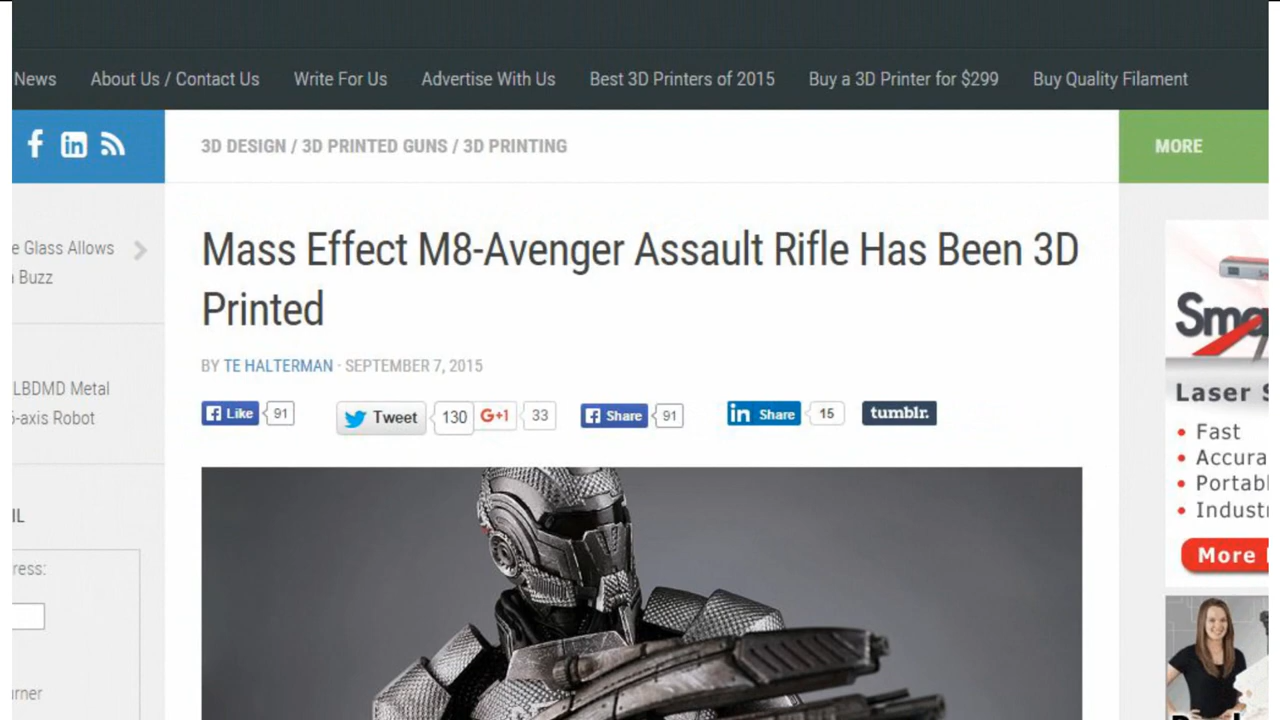 News About Us / Contact Us Write For Us Advertise With Us Best 3D Printers of 2015 Buy a 3D Printer for $299 Buy Quality Filament
3D DESIGN / 3D PRINTED GUNS / 3D PRINTING
MORE
e Glass Allows
Buzz
LBDMD Metal
-axis Robot
IL
ress:
rner
Mass Effect M8-Avenger Assault Rifle Has Been 3D
Printed
BY TE HALTERMAN · SEPTEMBER 7, 2015
Like 91 Tweet 130 G+1 33 Share 91 in Share 15 tumblr.
Sma
Laser S
• Fast
• Accura
• Portabl
• Industr
More